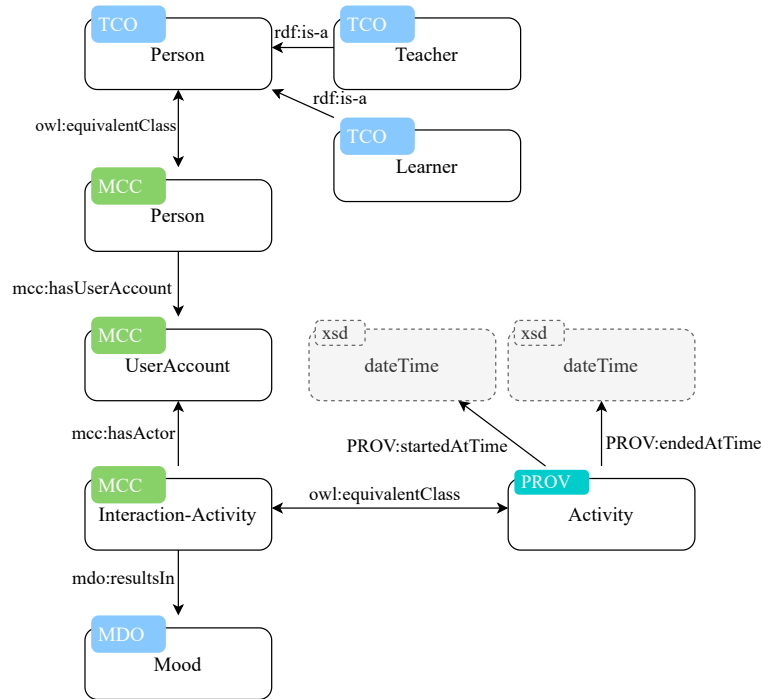 TCO
Person
rdf:is-a
TCO
Teacher
rdf:is-a
TCO
Learner
owl:equivalentClass
MCC
Person
mcc:hasUserAccount
MCC
UserAccount
xsd
dateTime
xsd
dateTime
mcc:hasActor
PROV:startedAtTime
PROV:endedAtTime
MCC
Interaction-Activity
owl:equivalentClass
PROV
Activity
mdo:resultsIn
MDO
Mood